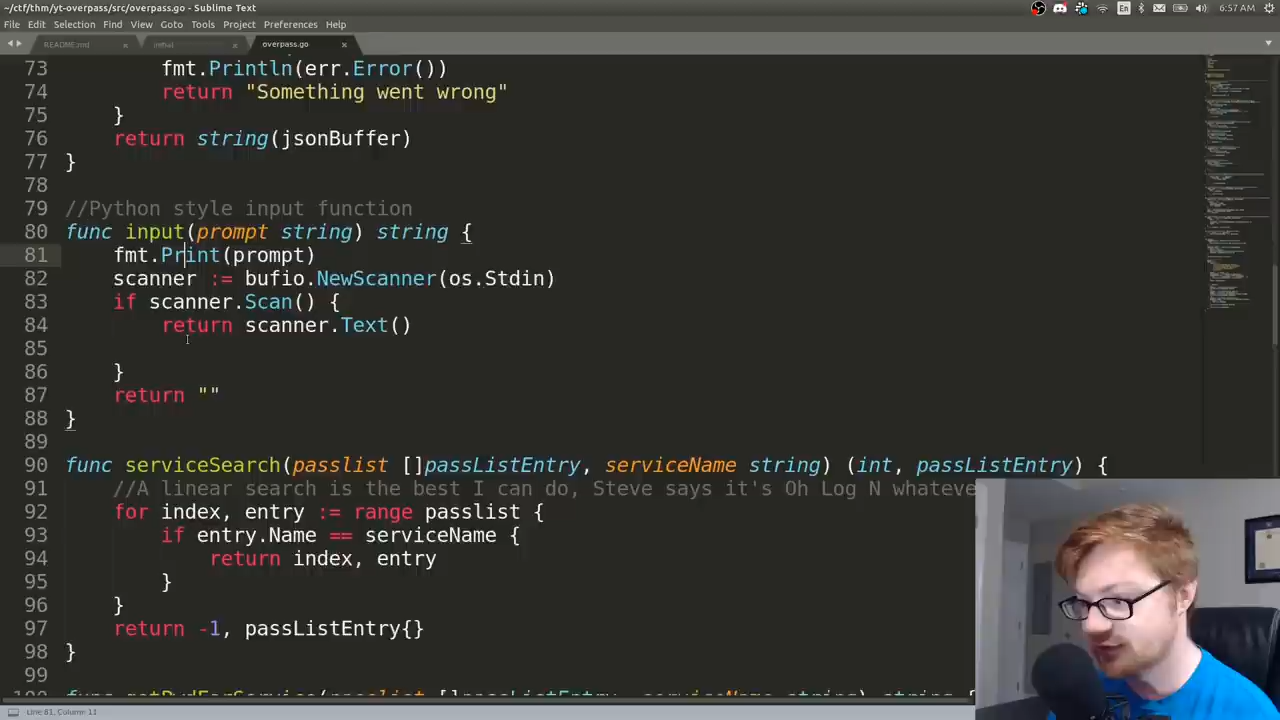 ~/ctf/thm/yt-overpass/src/overpass.go - Sublime Text
6:57 AM
File Edit Selection Find View Goto Tools Project Preferences Help
README.md × initial × overpass.go ×
73 fmt.Println(err.Error())
74 return "Something went wrong"
75 }
76 return string(jsonBuffer)
77 }
78
79 //Python style input function
80 func input(prompt string) string {
81 fmt.Print(prompt)
82 scanner := bufio.NewScanner(os.Stdin)
83 if scanner.Scan() {
84 return scanner.Text()
85
86 }
87 return ""
88 }
89
90 func serviceSearch(passlist []passListEntry, serviceName string) (int, passListEntry) {
91 //A linear search is the best I can do, Steve says it's Oh Log N whateve
92 for index, entry := range passlist {
93 if entry.Name == serviceName {
94 return index, entry
95 }
96 }
97 return -1, passListEntry{}
98 }
99
Line 81, Column 11